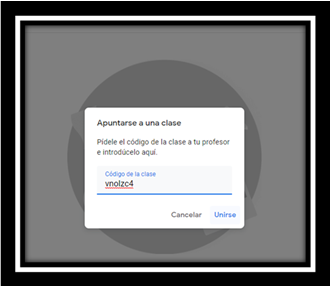 Apuntarse a una clase
Pídele el código de la clase a tu profesor
e introdúcelo aquí.
Código de la clase
vnolzc4
Cancelar Unirse